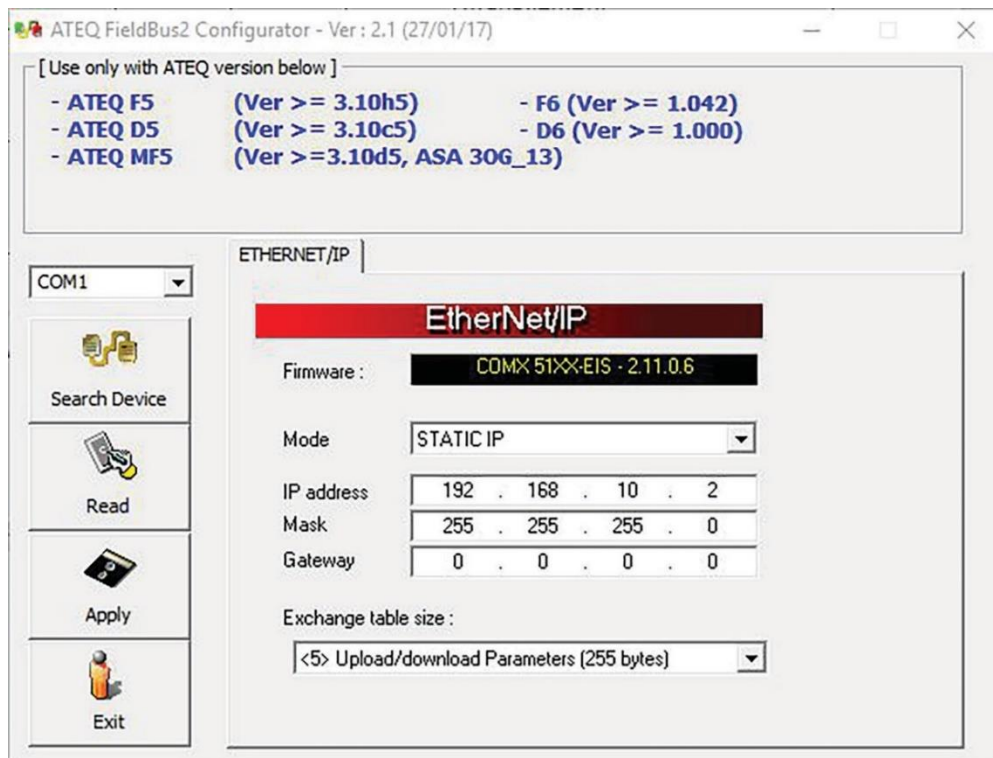 ATEQ FieldBus2 Configurator - Ver : 2.1 (27/01/17)
[ Use only with ATEQ version below ]
- ATEQ F5 (Ver >= 3.10h5) - F6 (Ver >= 1.042)
- ATEQ D5 (Ver >= 3.10c5) - D6 (Ver >= 1.000)
- ATEQ MF5 (Ver >=3.10d5, ASA 3OG_13)
COM1
Search Device
Read
Apply
Exit
ETHERNET/IP
EtherNet/IP
Firmware : COMX 51XX-EIS - 2.11.0.6
Mode STATIC IP
IP address 192 . 168 . 10 . 2
Mask 255 . 255 . 255 . 0
Gateway 0 . 0 . 0 . 0
Exchange table size :
<5> Upload/download Parameters (255 bytes)